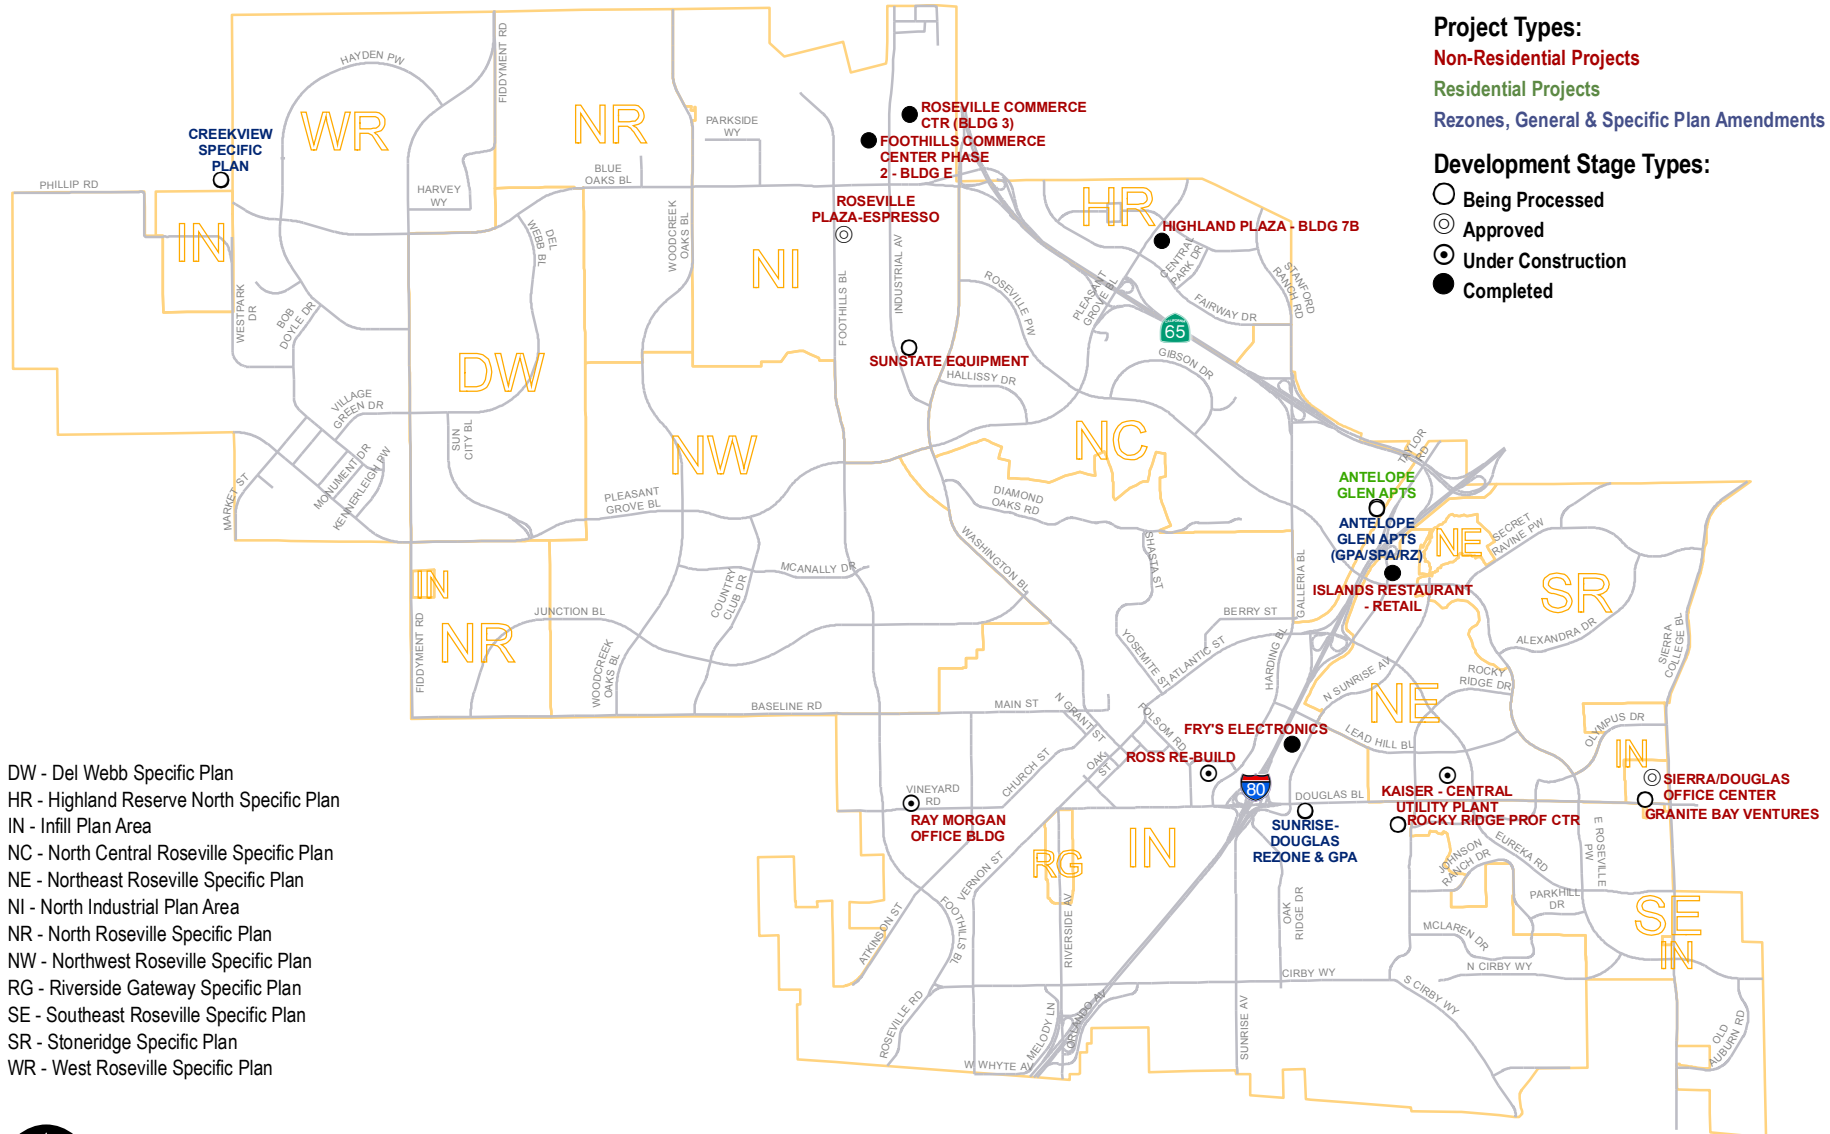 Project Types:
Non-Residential Projects
Residential Projects
Rezones, General & Specific Plan Amendments
Development Stage Types:
Being Processed
Approved
Under Construction
Completed
HAYDEN PW
FIDDYMENT RD
WR
NR
CREEKVIEW
SPECIFIC
PLAN
PHILLIP RD
IN
HARVEY
WY
BLUE
OAKS BL
PARKSIDE
WY
ROSEVILLE COMMERCE
CTR (BLDG 3)
FOOTHILLS COMMERCE
CENTER PHASE
2 - BLDG E
ROSEVILLE
PLAZA-ESPRESSO
HR
HIGHLAND PLAZA - BLDG 7B
CENTRAL
PARK DR
STANFORD
RANCH RD
DEL
WEBB BL
WOODCREEK
OAKS BL
NI
FOOTHILLS BL
INDUSTRIAL AV
ROSEVILLE PW
PLEASANT
GROVE BL
FAIRWAY DR
CALIFORNIA
65
WESTPARK
DR
BOB
DOYLE DR
DW
SUNSTATE EQUIPMENT
HALLISSY DR
GIBSON DR
VILLAGE
GREEN DR
SUN
CITY BL
NW
NC
TAYLOR
RD
MARKET ST
MONUMENT DR
KENNERLEIGH PW
PLEASANT
GROVE BL
DIAMOND
OAKS RD
ANTELOPE
GLEN APTS
ANTELOPE
GLEN APTS
(GPA/SPA/RZ)
NE
SECRET
RAVINE PW
WASHINGTON BL
SHASTA ST
GALLERIA BL
ISLANDS RESTAURANT
- RETAIL
SR
MCANALLY DR
COUNTRY
CLUB DR
IN
NR
FIDDYMENT RD
JUNCTION BL
WOODCREEK
OAKS BL
BERRY ST
ATLANTIC ST
YOSEMITE ST
HARDING BL
N SUNRISE AV
ALEXANDRA DR
ROCKY
RIDGE DR
SIERRA
COLLEGE BL
BASELINE RD
MAIN ST
N GRANT ST
FOLSOM RD
CHURCH ST
OAK
ST
NE
LEAD HILL BL
OLYMPUS DR
IN
FRY'S ELECTRONICS
ROSS RE-BUILD
80
DOUGLAS BL
KAISER - CENTRAL
UTILITY PLANT
ROCKY RIDGE PROF CTR
SIERRA/DOUGLAS
OFFICE CENTER
GRANITE BAY VENTURES
VINEYARD
RD
RAY MORGAN
OFFICE BLDG
SUNRISE-
DOUGLAS
REZONE & GPA
DW - Del Webb Specific Plan
HR - Highland Reserve North Specific Plan
IN - Infill Plan Area
NC - North Central Roseville Specific Plan
NE - Northeast Roseville Specific Plan
NI - North Industrial Plan Area
NR - North Roseville Specific Plan
NW - Northwest Roseville Specific Plan
RG - Riverside Gateway Specific Plan
SE - Southeast Roseville Specific Plan
SR - Stoneridge Specific Plan
WR - West Roseville Specific Plan
RG
IN
VERNON ST
ATKINSON ST
FOOTHILLS BL
RIVERSIDE AV
OAK
RIDGE DR
JOHNSON
RANCH DR
EUREKA RD
E ROSEVILLE
PW
PARKHILL
DR
MCLAREN DR
SE
IN
N CIRBY WY
CIRBY WY
S CIRBY WY
ROSEVILLE RD
MELODY LN
ORLANDO AV
W WHYTE AV
SUNRISE AV
OLD
AUBURN RD